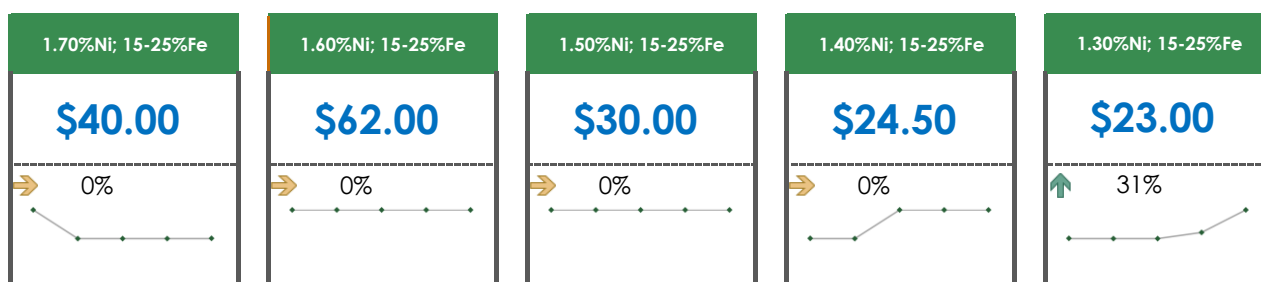 1.70%Ni; 15-25%Fe
$40.00
0%
1.60%Ni; 15-25%Fe
$62.00
0%
1.50%Ni; 15-25%Fe
$30.00
0%
1.40%Ni; 15-25%Fe
$24.50
0%
1.30%Ni; 15-25%Fe
$23.00
31%